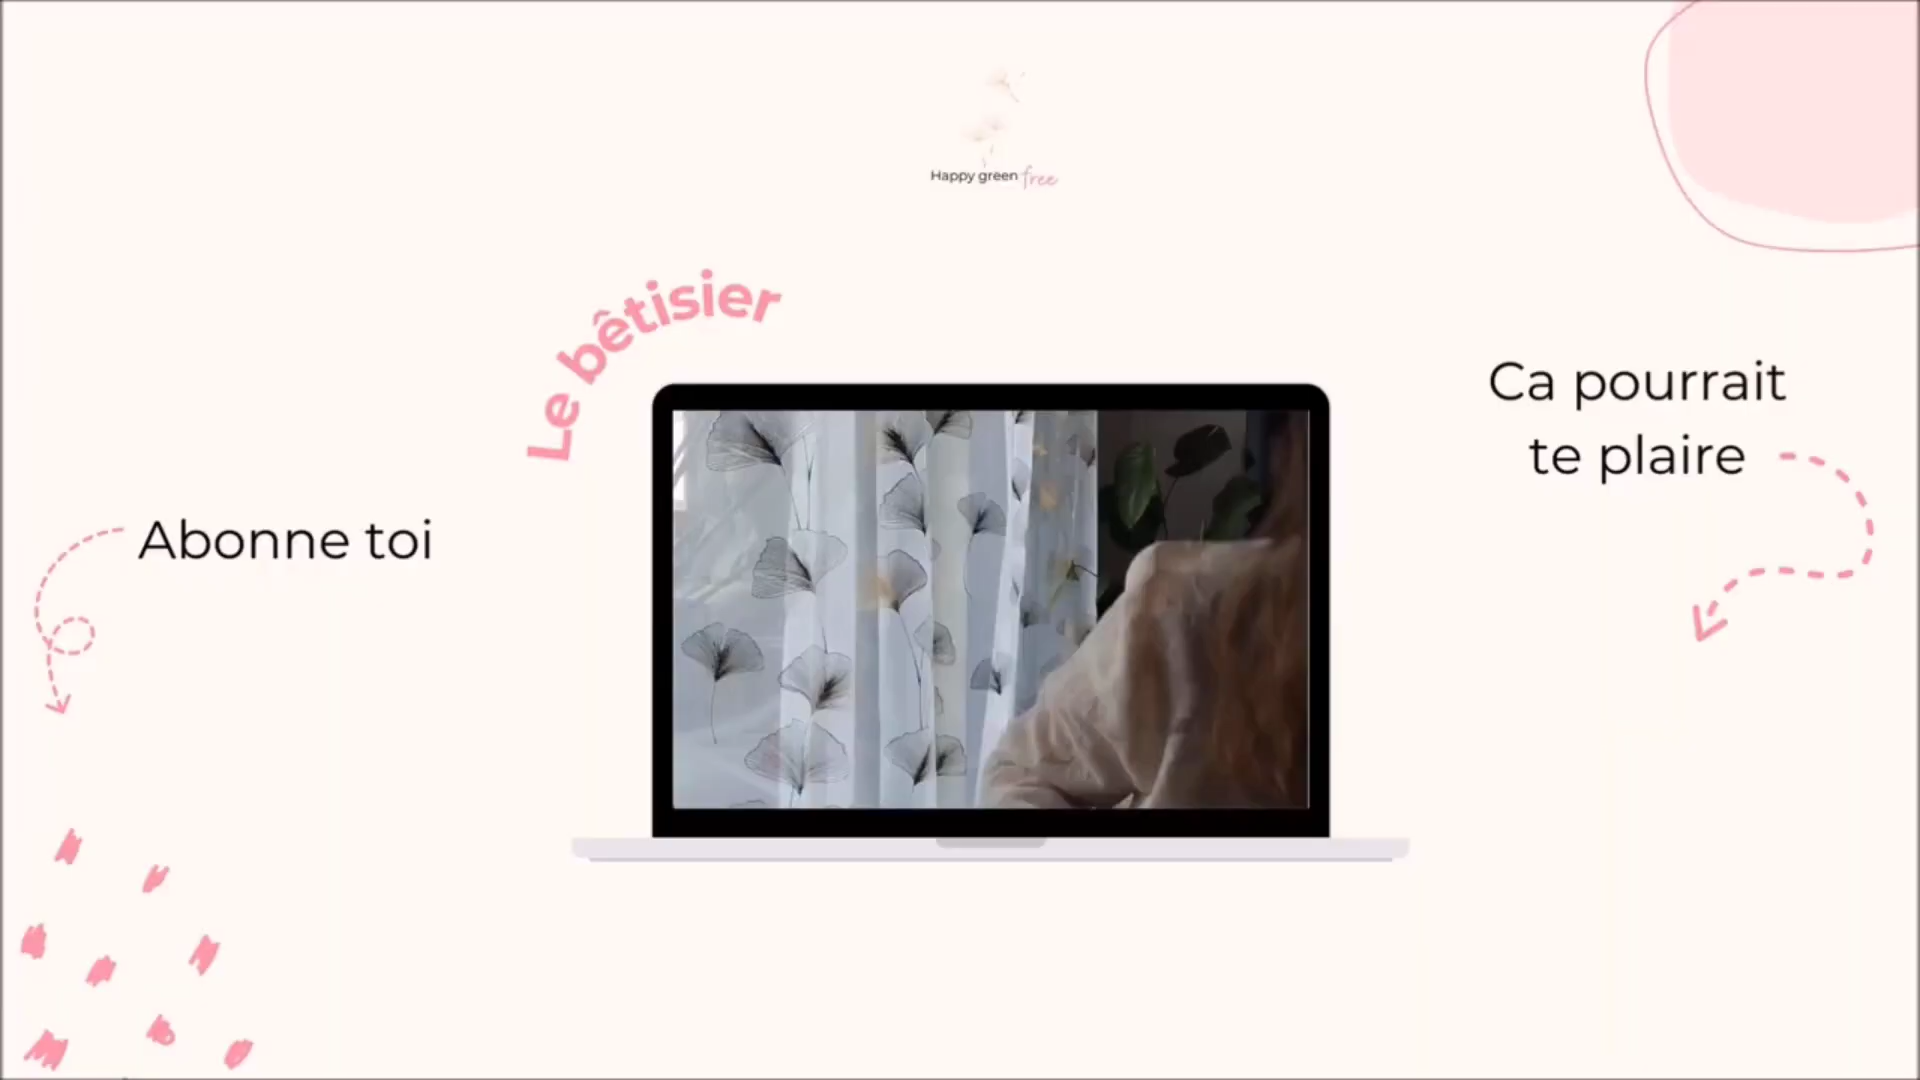 Happy green free
Le bêtisier
Ca pourrait
te plaire
Abonne toi